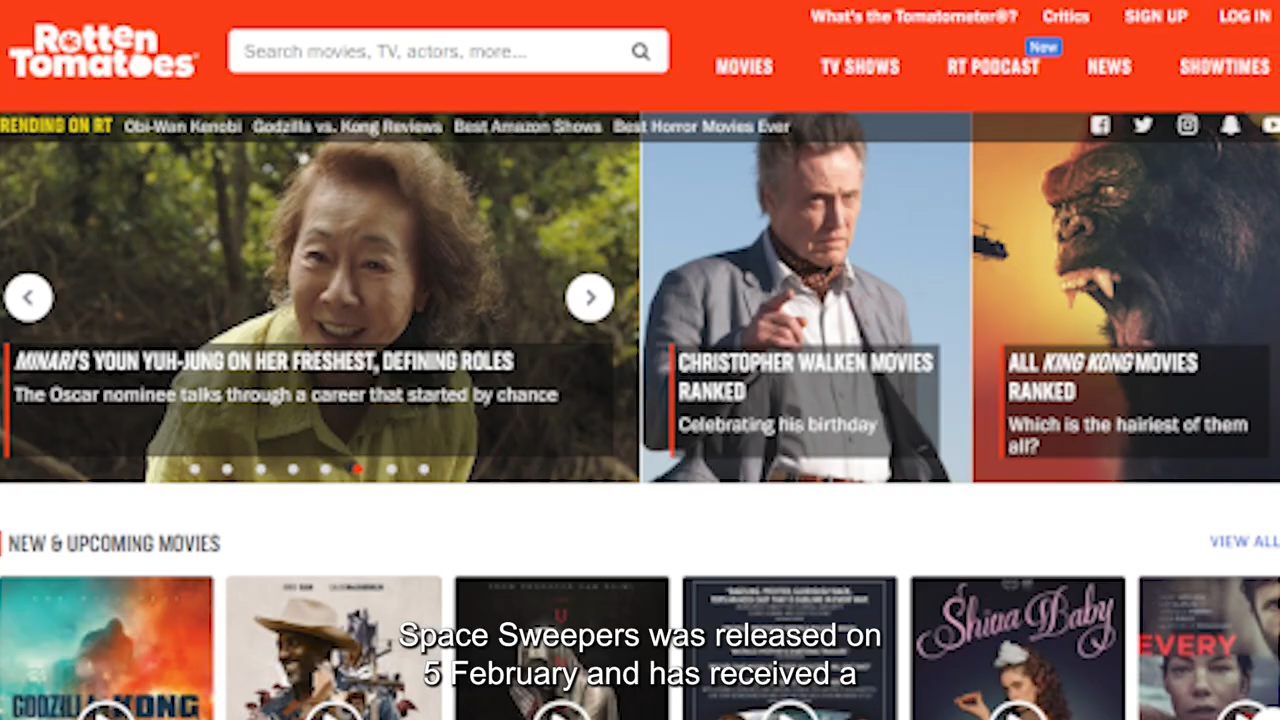 What's the Tomatometer®? Critics SIGN UP LOG IN
Rotten
Tomatoes
Search movies, TV, actors, more...
New
MOVIES TV SHOWS RT PODCAST NEWS SHOWTIMES
RENDING ON RT Obi-Wan Kenobi Godzilla vs. Kong Reviews Best Amazon Shows Best Horror Movies Ever
MINARI'S YOUN YUH-JUNG ON HER FRESHEST, DEFINING ROLES
The Oscar nominee talks through a career that started by chance
CHRISTOPHER WALKEN MOVIES
RANKED
Celebrating his birthday
ALL KING KONG MOVIES
RANKED
Which is the hairiest of them
all?
NEW & UPCOMING MOVIES
VIEW ALL
Shiva Baby
EVERY
KONG
Space Sweepers was released on
5 February and has received a